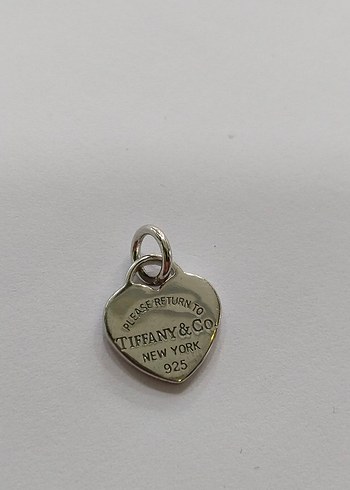 PLEASE RETURN TO
TIFFANY & CO.
NEW YORK
925